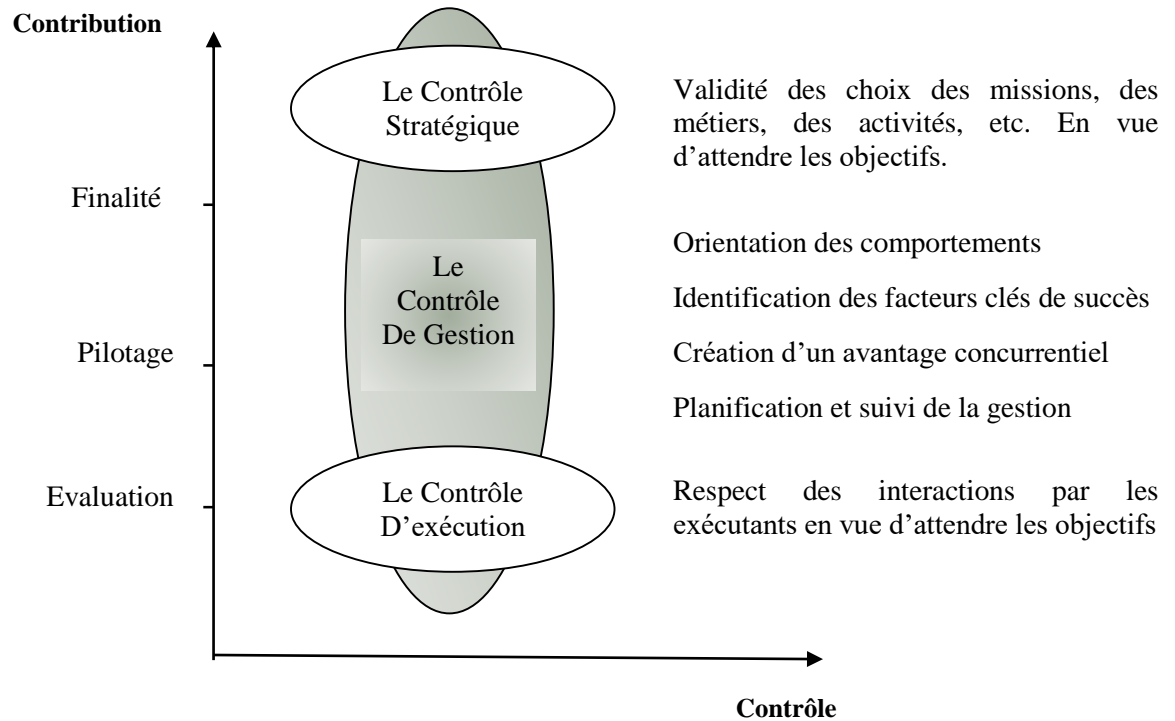 Contribution
Le Contrôle
Stratégique
Validité des choix des missions, des
métiers, des activités, etc. En vue
d’attendre les objectifs.
Finalité
Orientation des comportements
Le
Contrôle
De Gestion
Identification des facteurs clés de succès
Pilotage
Création d’un avantage concurrentiel
Planification et suivi de la gestion
Evaluation
Le Contrôle
D’exécution
Respect des interactions par les
exécutants en vue d’attendre les objectifs
Contrôle